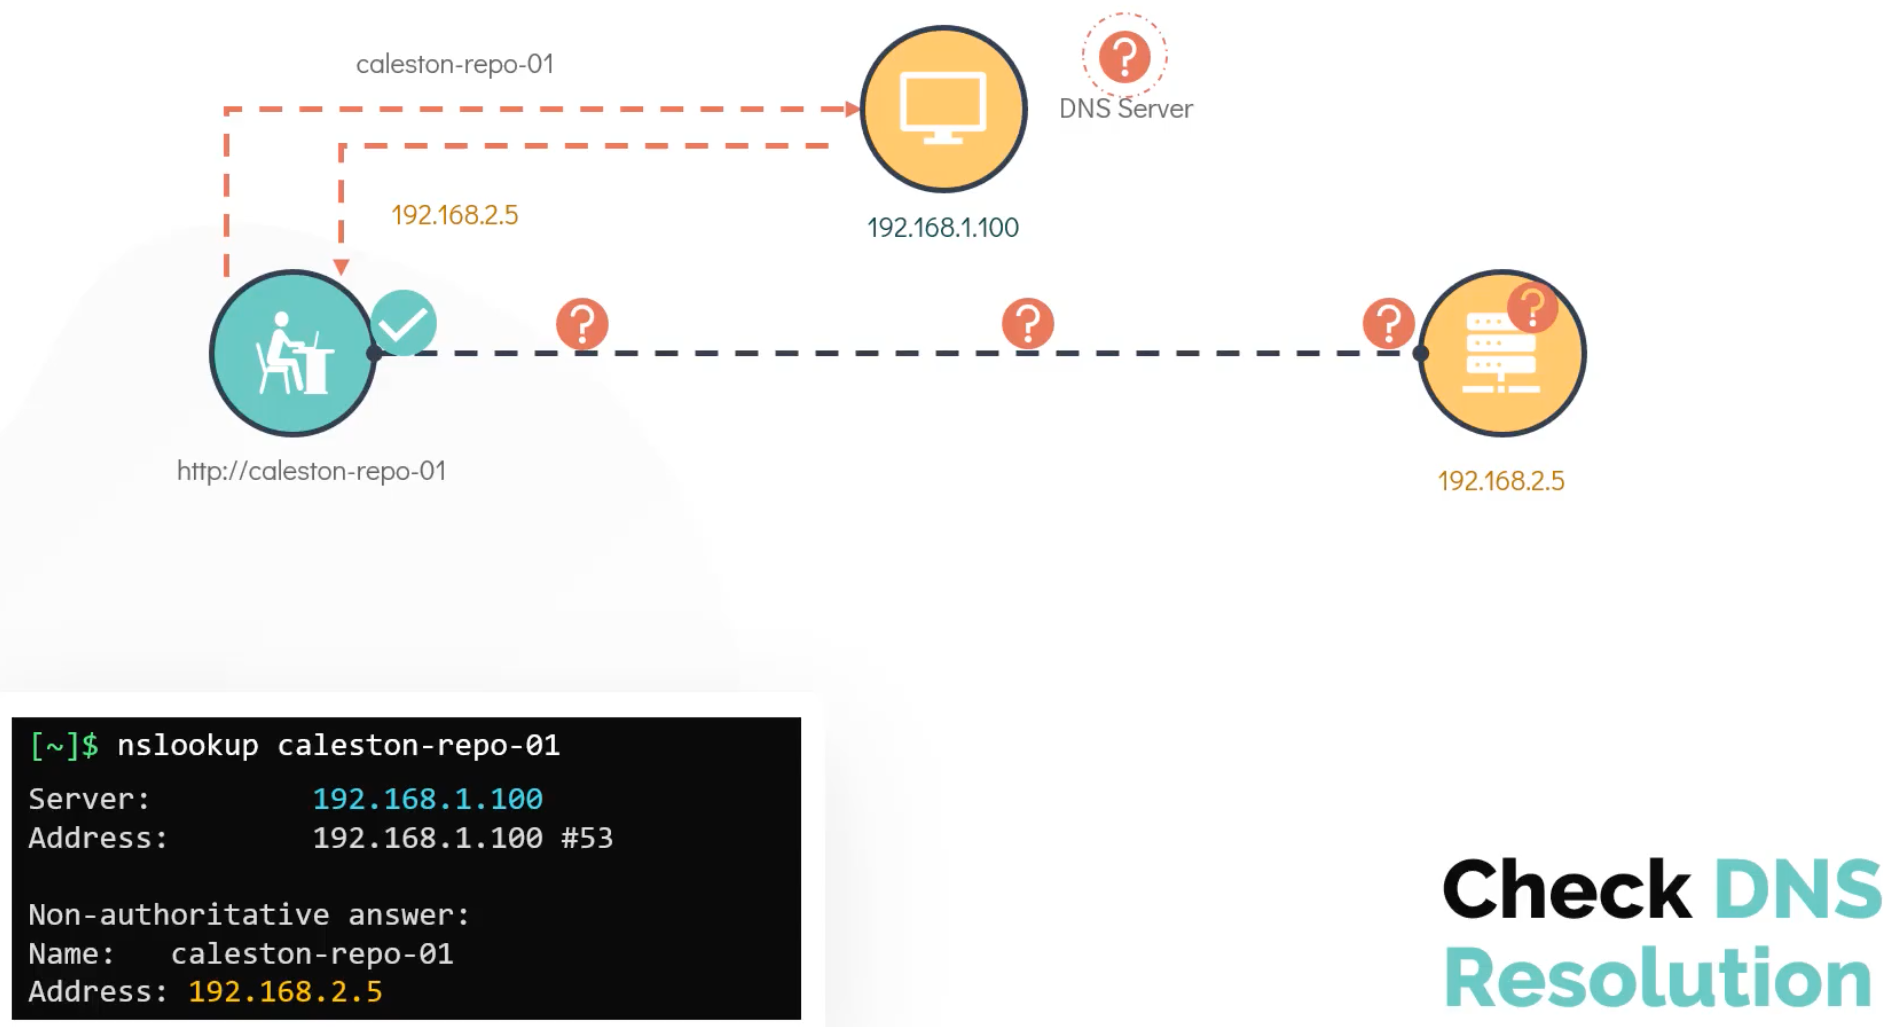 caleston-repo-01
?
DNS Server
192.168.2.5
192.168.1.100
?
?
?
?
http://caleston-repo-01
192.168.2.5
[~]$ nslookup caleston-repo-01
Server: 192.168.1.100
Address: 192.168.1.100 #53
Non-authoritative answer:
Name: caleston-repo-01
Address: 192.168.2.5
Check DNS
Resolution